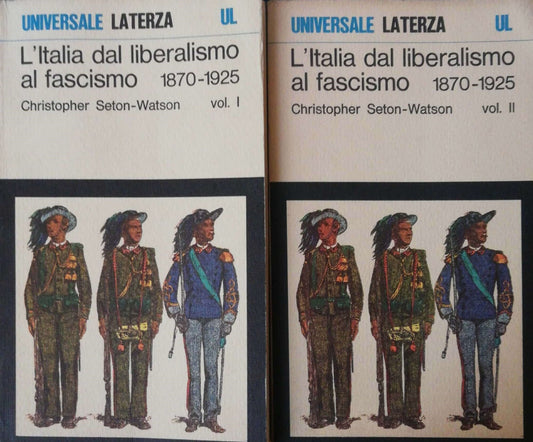 UNIVERSALE LATERZA UL
L'Italia dal liberalismo
al fascismo 1870-1925
Christopher Seton-Watson vol. I
UNIVERSALE LATERZA UL
L'Italia dal liberalismo
al fascismo 1870-1925
Christopher Seton-Watson vol. II